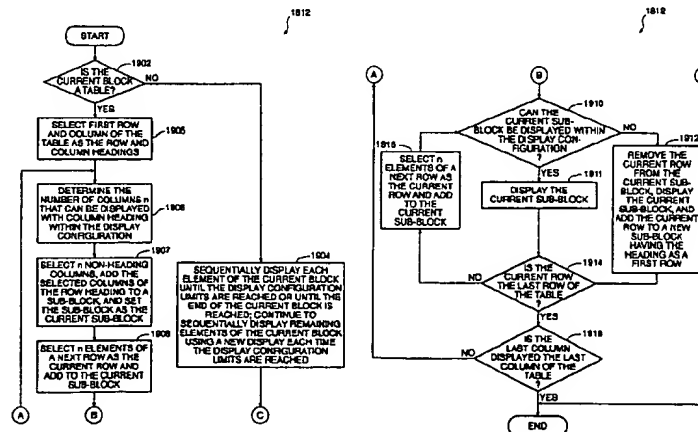 1812
START
1902
IS THE
CURRENT BLOCK
A TABLE?
NO
YES
SELECT FIRST ROW
AND COLUMN OF THE
TABLE AS THE ROW AND
COLUMN HEADINGS
1905
DETERMINE THE
NUMBER OF COLUMNS n
THAT CAN BE DISPLAYED
WITH COLUMN HEADING
WITHIN THE DISPLAY
CONFIGURATION
1906
1907
SELECT n NON-HEADING
COLUMNS, ADD THE
SELECTED COLUMNS OF
THE ROW HEADING TO A
SUB-BLOCK, AND SET
THE SUB-BLOCK AS THE
CURRENT SUB-BLOCK
1908
SELECT n ELEMENTS OF
A NEXT ROW AS THE
CURRENT ROW AND
ADD TO THE CURRENT
SUB-BLOCK
A
B
1904
SEQUENTIALLY DISPLAY EACH
ELEMENT OF THE CURRENT BLOCK
UNTIL THE DISPLAY CONFIGURATION
LIMITS ARE REACHED OR UNTIL THE
END OF THE CURRENT BLOCK IS
REACHED; CONTINUE TO
SEQUENTIALLY DISPLAY REMAINING
ELEMENTS OF THE CURRENT BLOCK
USING A NEW DISPLAY EACH TIME
THE DISPLAY CONFIGURATION
LIMITS ARE REACHED
C
1812
A
B
1910
CAN THE
CURRENT SUB-
BLOCK BE DISPLAYED WITHIN
THE DISPLAY CON-
FIGURATION
?
NO
YES
SELECT n
ELEMENTS OF A
NEXT ROW AS
THE CURRENT
ROW AND ADD
TO THE
CURRENT
SUB-BLOCK
1911
DISPLAY THE
CURRENT SUB-BLOCK
1912
REMOVE THE
CURRENT ROW
FROM THE
CURRENT SUB-
BLOCK, DISPLAY
THE CURRENT
SUB-BLOCK, AND
ADD THE CURRENT
ROW TO A NEW
SUB-BLOCK
HAVING THE
HEADING AS A
FIRST ROW
1914
IS THE
CURRENT ROW
THE LAST ROW OF
THE TABLE
?
NO
YES
IS THE
LAST COLUMN
DISPLAYED THE LAST
COLUMN OF THE
TABLE
?
NO
YES
END